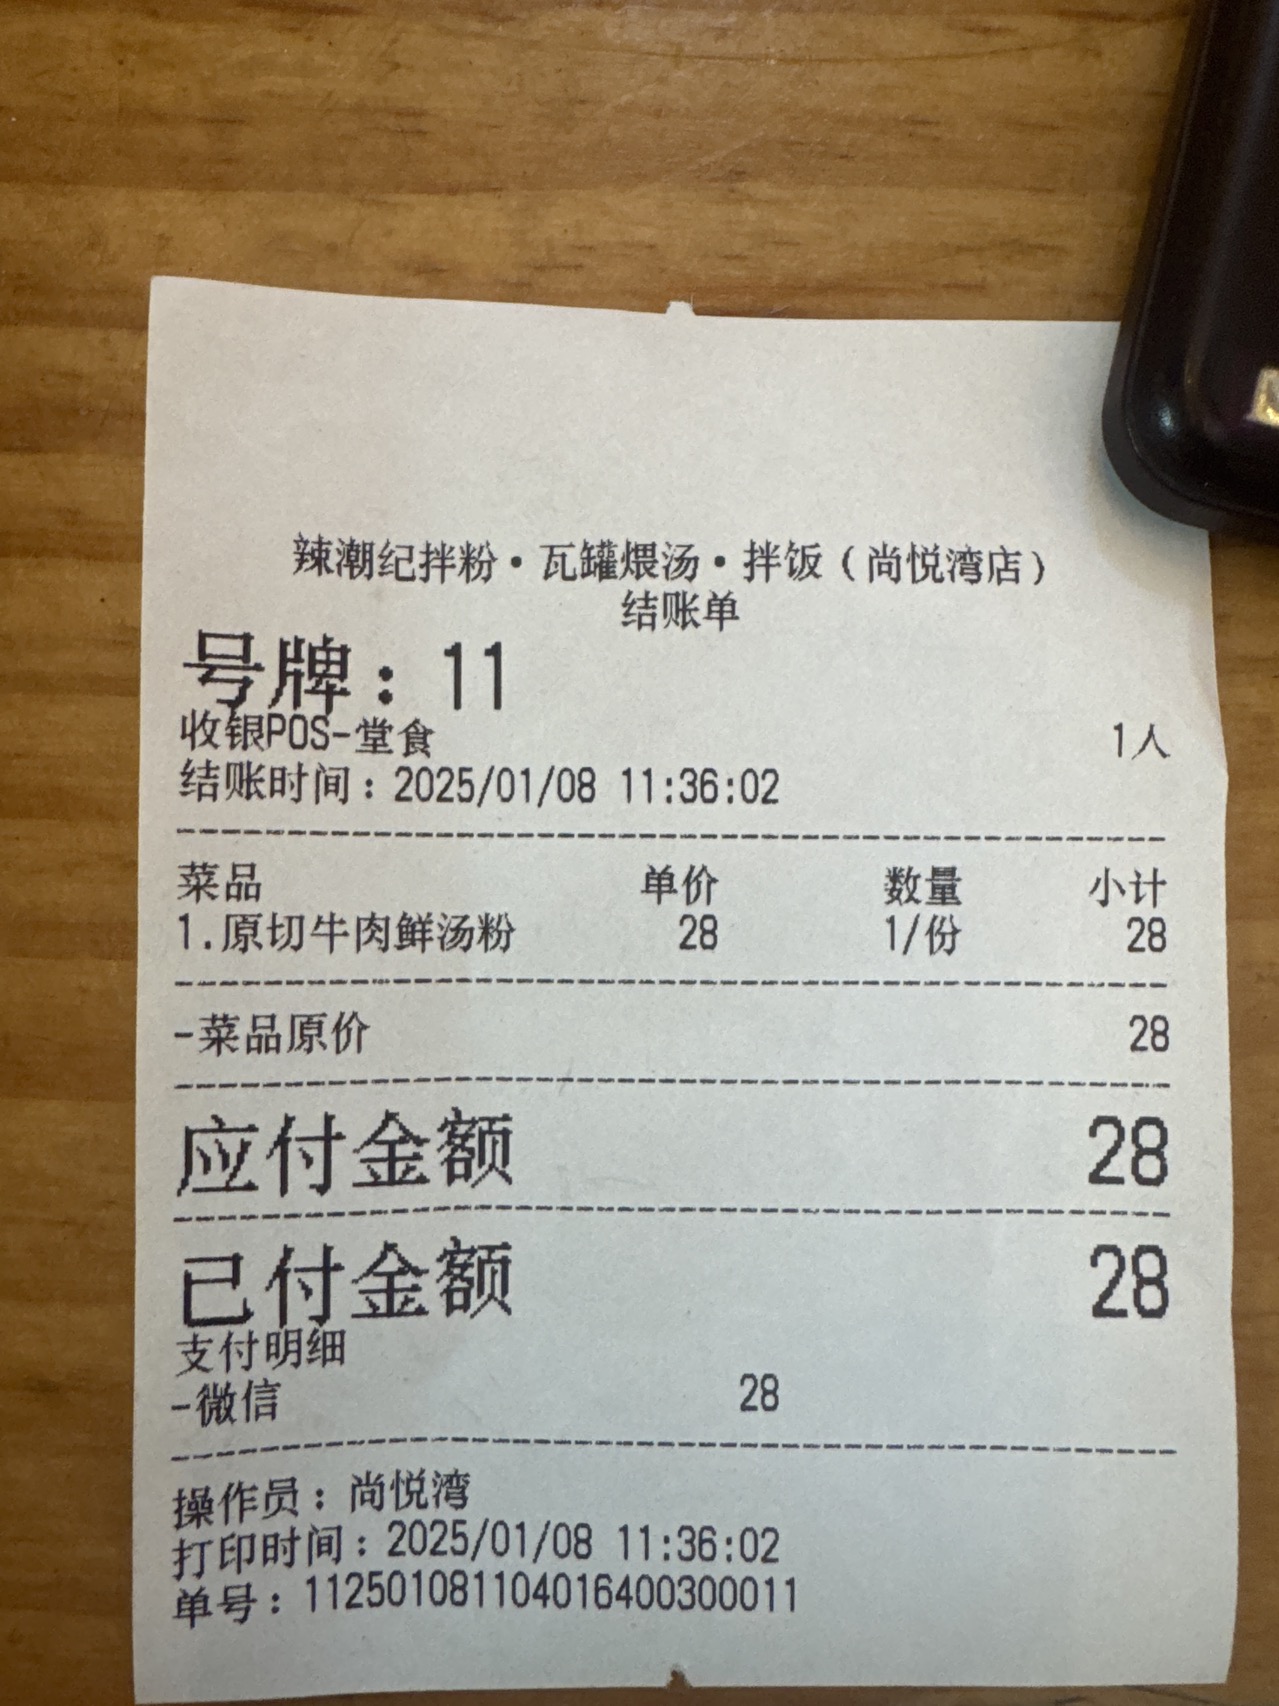 辣潮纪拌粉·瓦罐煨汤·拌饭(尚悦湾店)
结账单
号牌: 11
收银POS-堂食 1人
结账时间: 2025/01/08 11:36:02
菜品 单价 数量 小计
1.原切牛肉鲜汤粉 28 1/份 28
-菜品原价 28
应付金额 28
已付金额 28
支付明细
-微信 28
操作员: 尚悦湾
打印时间: 2025/01/08 11:36:02
单号: 112501081104016400300011